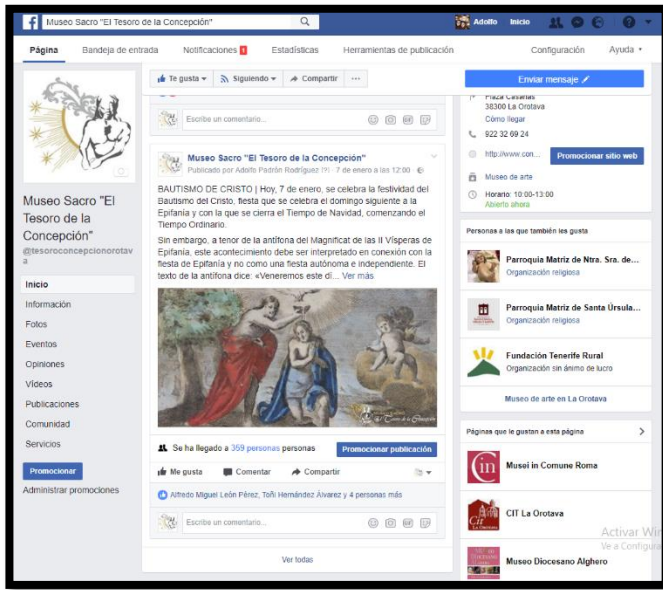 Museo Sacro "El Tesoro de la Concepción"
Adolfo Inicio
Página Bandeja de entrada Notificaciones 1 Estadísticas Herramientas de publicación Configuración Ayuda
Te gusta Siguiendo Compartir ...
Enviar mensaje
Museo Sacro "El
Tesoro de la
Concepción"
@tesoroconcepcionorotav
a
Inicio
Información
Fotos
Eventos
Opiniones
Vídeos
Publicaciones
Comunidad
Servicios
Promocionar
Administrar promociones
Escribe un comentario...
Museo Sacro "El Tesoro de la Concepción"
Publicado por Adolfo Padrón Rodríguez [?] · 7 de enero a las 12:00 ·
BAUTISMO DE CRISTO | Hoy, 7 de enero, se celebra la festividad del
Bautismo del Cristo, fiesta que se celebra el domingo siguiente a la
Epifanía y con la que se cierra el Tiempo de Navidad, comenzando el
Tiempo Ordinario.
Sin embargo, a tenor de la antífona del Magnificat de las II Vísperas de
Epifanía, este acontecimiento debe ser interpretado en conexión con la
fiesta de Epifanía y no como una fiesta autónoma e independiente. El
texto de la antífona dice: «Veneremos este dí... Ver más
El Tesoro de la Concepción
Se ha llegado a 359 personas personas
Promocionar publicación
Me gusta Comentar Compartir
Alfredo Miguel León Pérez, Toñi Hernández Álvarez y 4 personas más
Escribe un comentario...
Ver todas
Plaza Casañas
38300 La Orotava
Cómo llegar
922 32 69 24
http://www.con...
Promocionar sitio web
Museo de arte
Horario: 10:00-13:00
Abierto ahora
Personas a las que también les gusta
Parroquia Matriz de Ntra. Sra. de...
Organización religiosa
Parroquia Matriz de Santa Úrsula...
Organización religiosa
Fundación Tenerife Rural
Organización sin ánimo de lucro
Museo de arte en La Orotava
Páginas que le gustan a esta página
Musei in Comune Roma
CIT La Orotava
Museo Diocesano Alghero
Activar Win
Ve a Configura